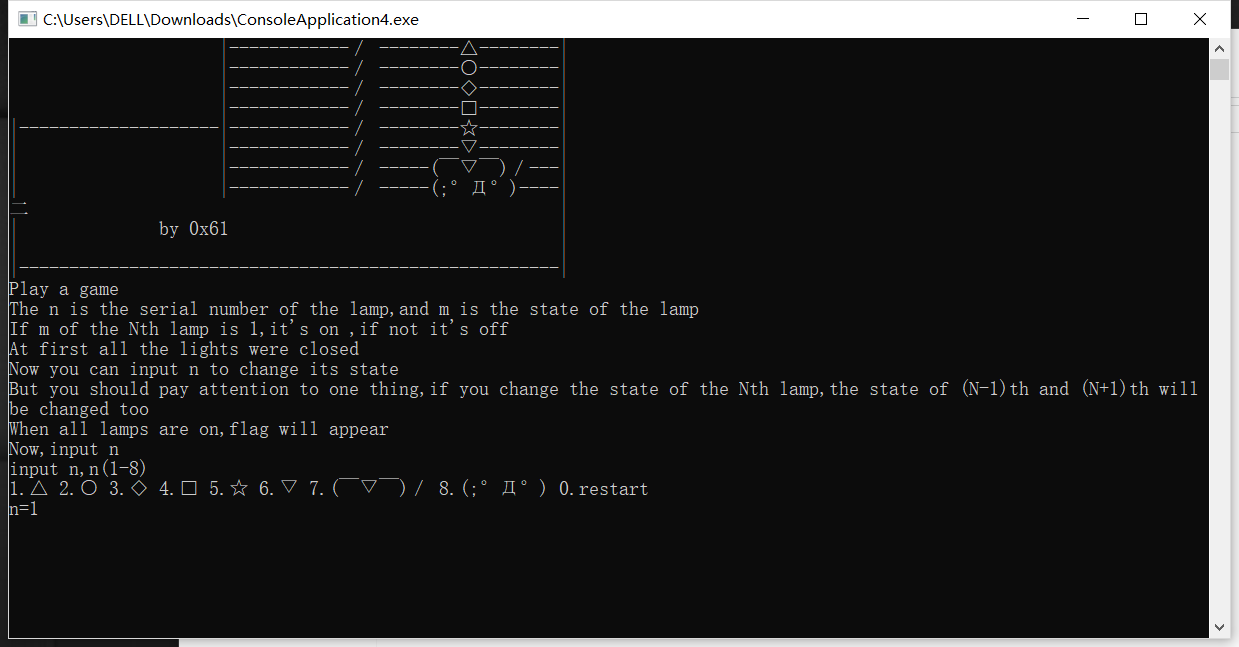 C:\Users\DELL\Downloads\ConsoleApplication4.exe
|------------/ --------△--------|
|------------/ --------○--------|
|------------/ --------◇--------|
|------------/ --------□--------|
|--------------------|------------/ --------☆--------|
|------------/ --------▽--------|
|------------/ -----(￣▽￣)/---|
|------------/ -----(;°Д°)----|
二
by 0x61
|------------------------------------------------------|
Play a game
The n is the serial number of the lamp,and m is the state of the lamp
If m of the Nth lamp is 1,it's on ,if not it's off
At first all the lights were closed
Now you can input n to change its state
But you should pay attention to one thing,if you change the state of the Nth lamp,the state of (N-1)th and (N+1)th will
be changed too
When all lamps are on,flag will appear
Now,input n
input n,n(1-8)
1.△ 2.○ 3.◇ 4.□ 5.☆ 6.▽ 7.(￣▽￣)/ 8.(;°Д°) 0.restart
n=1